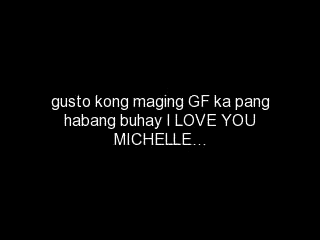 gusto kong maging GF ka pang
habang buhay I LOVE YOU
MICHELLE...